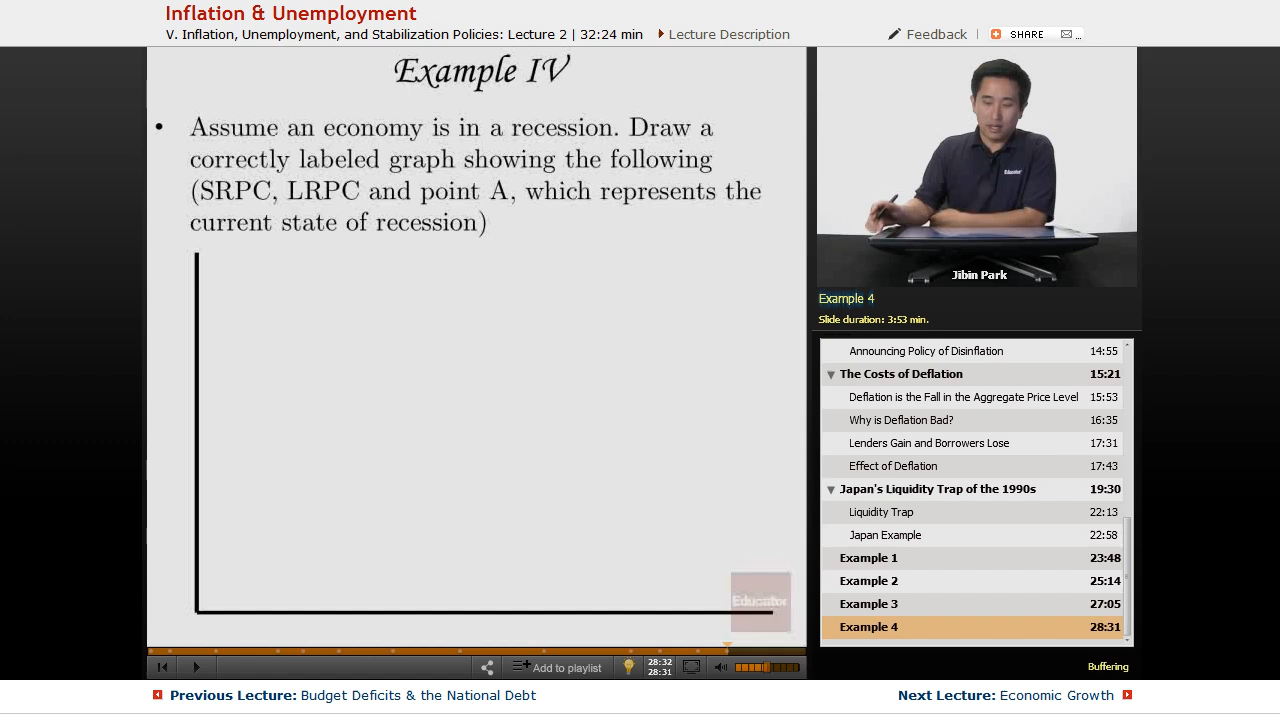 Inflation & Unemployment
V. Inflation, Unemployment, and Stabilization Policies: Lecture 2 | 32:24 min Lecture Description
Feedback | SHARE ...
Example IV
• Assume an economy is in a recession. Draw a
correctly labeled graph showing the following
(SRPC, LRPC and point A, which represents the
current state of recession)
Educator
Educator
Jibin Park
Example 4
Slide duration: 3:53 min.
Announcing Policy of Disinflation 14:55
The Costs of Deflation 15:21
Deflation is the Fall in the Aggregate Price Level 15:53
Why is Deflation Bad? 16:35
Lenders Gain and Borrowers Lose 17:31
Effect of Deflation 17:43
Japan's Liquidity Trap of the 1990s 19:30
Liquidity Trap 22:13
Japan Example 22:58
Example 1 23:48
Example 2 25:14
Example 3 27:05
Example 4 28:31
Add to playlist
28:32
28:31
Buffering
Previous Lecture: Budget Deficits & the National Debt
Next Lecture: Economic Growth